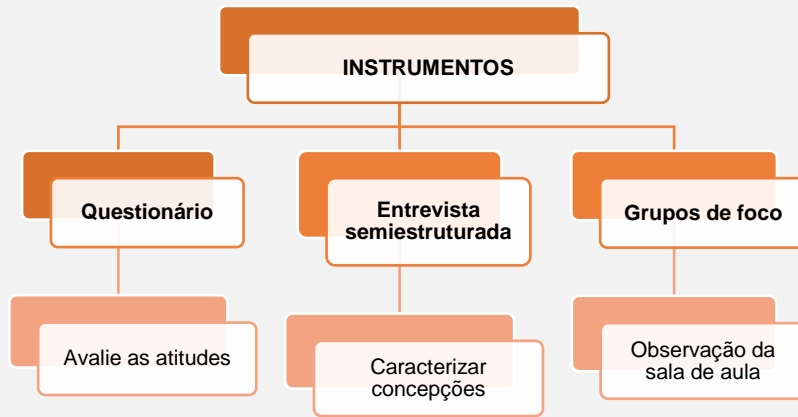 INSTRUMENTOS
Questionário
Entrevista
semiestruturada
Grupos de foco
Avalie as atitudes
Caracterizar
concepções
Observação da
sala de aula